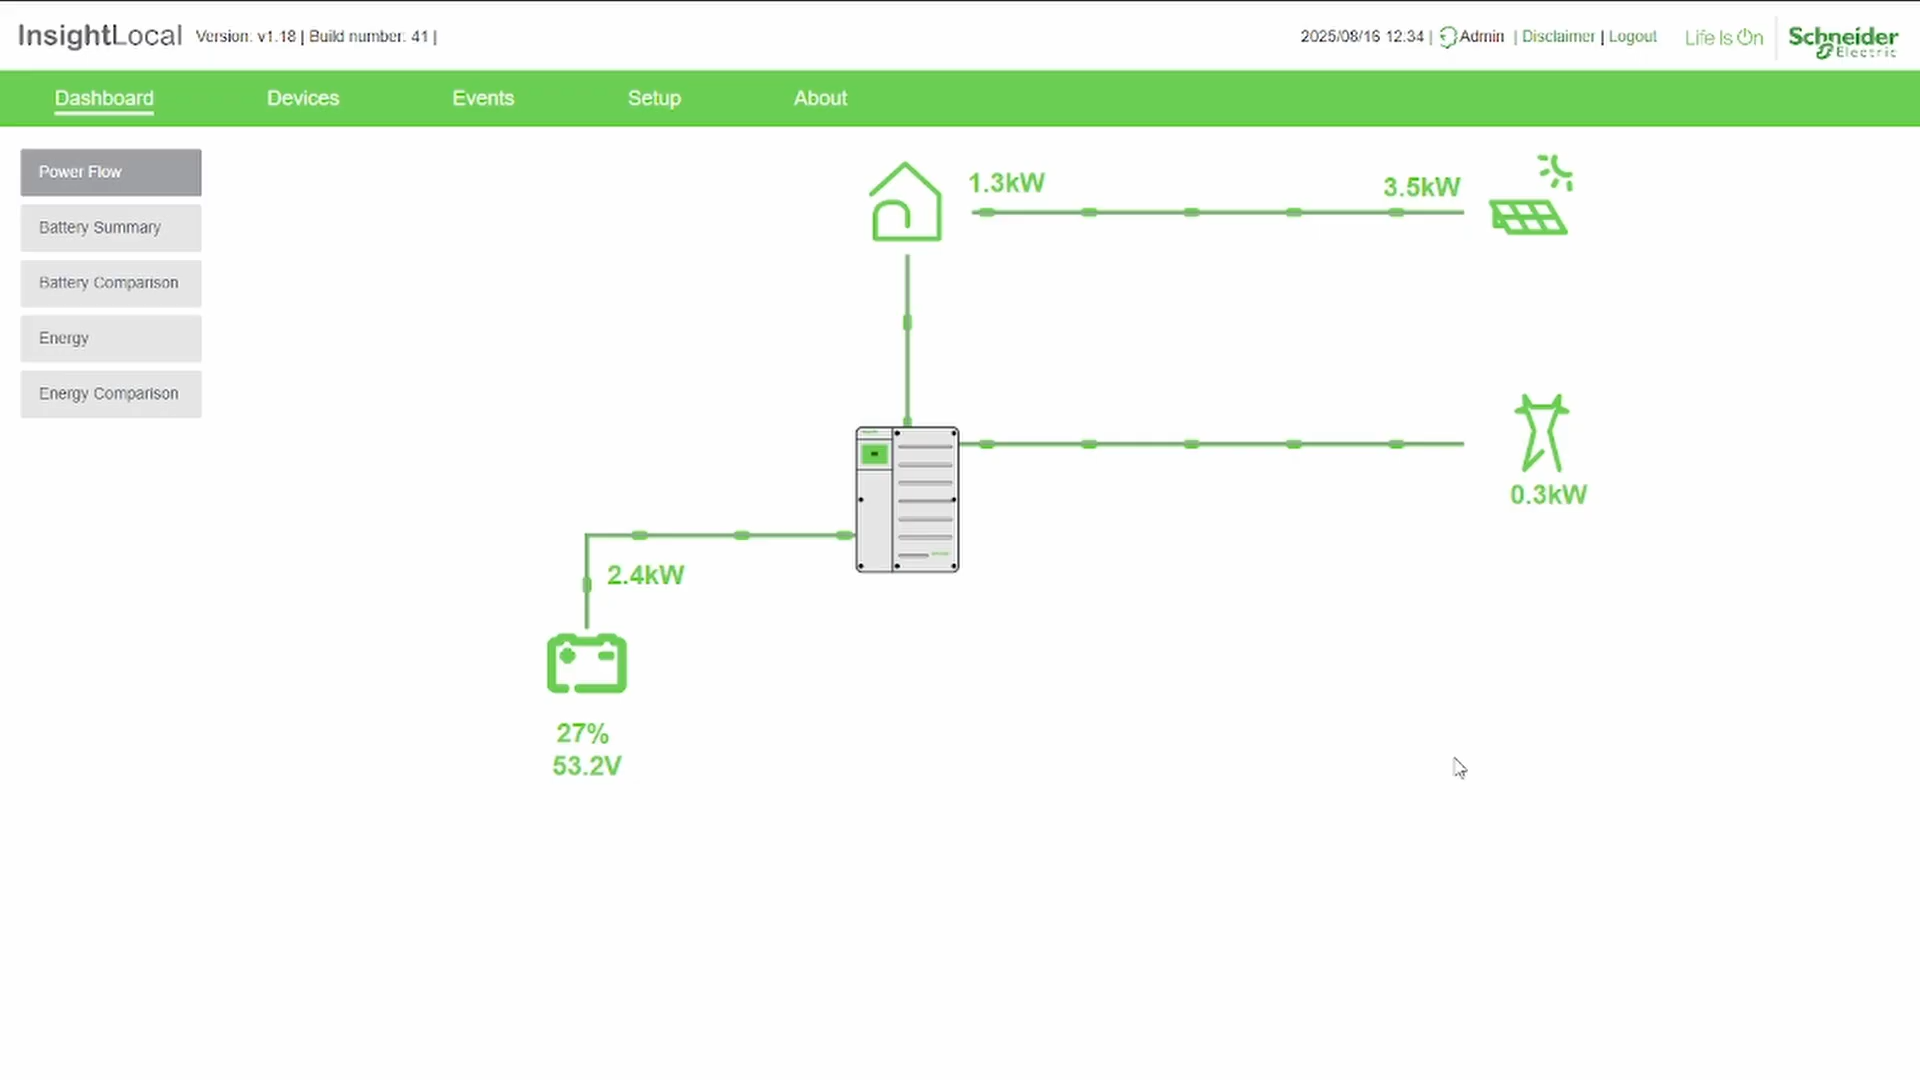 InsightLocal Version: v1.18 | Build number: 41 |
2025/08/16 12:34 | Admin | Disclaimer | Logout Life Is On Schneider Electric
Dashboard Devices Events Setup About
Power Flow
Battery Summary
Battery Comparison
Energy
Energy Comparison
1.3kW
3.5kW
0.3kW
2.4kW
27%
53.2V